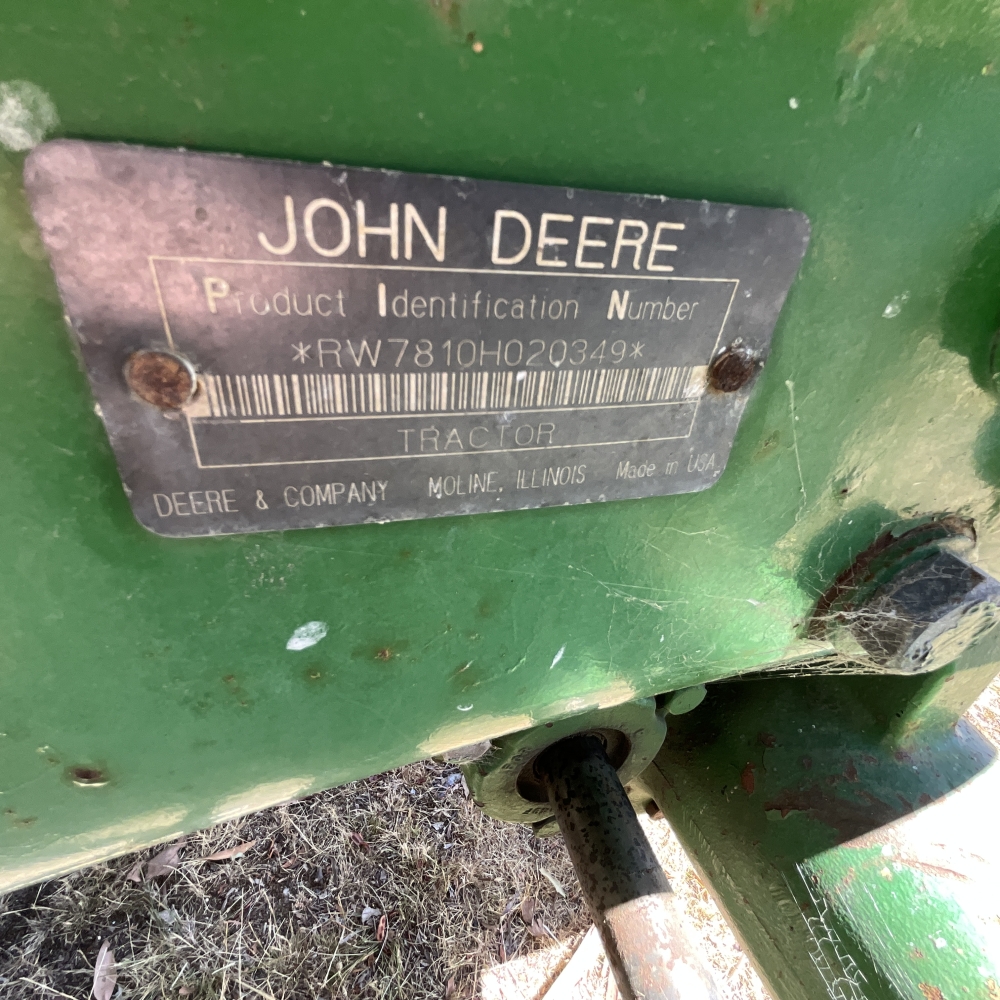 JOHN DEERE
Product Identification Number
*RW7810H020349*
TRACTOR
DEERE & COMPANY MOLINE, ILLINOIS Made in USA